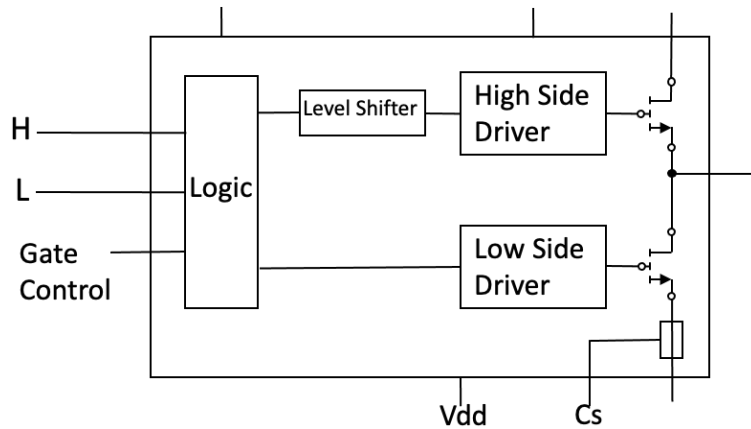 High Side
Driver
Level Shifter
H
L
Logic
Gate
Control
Low Side
Driver
Vdd
Cs